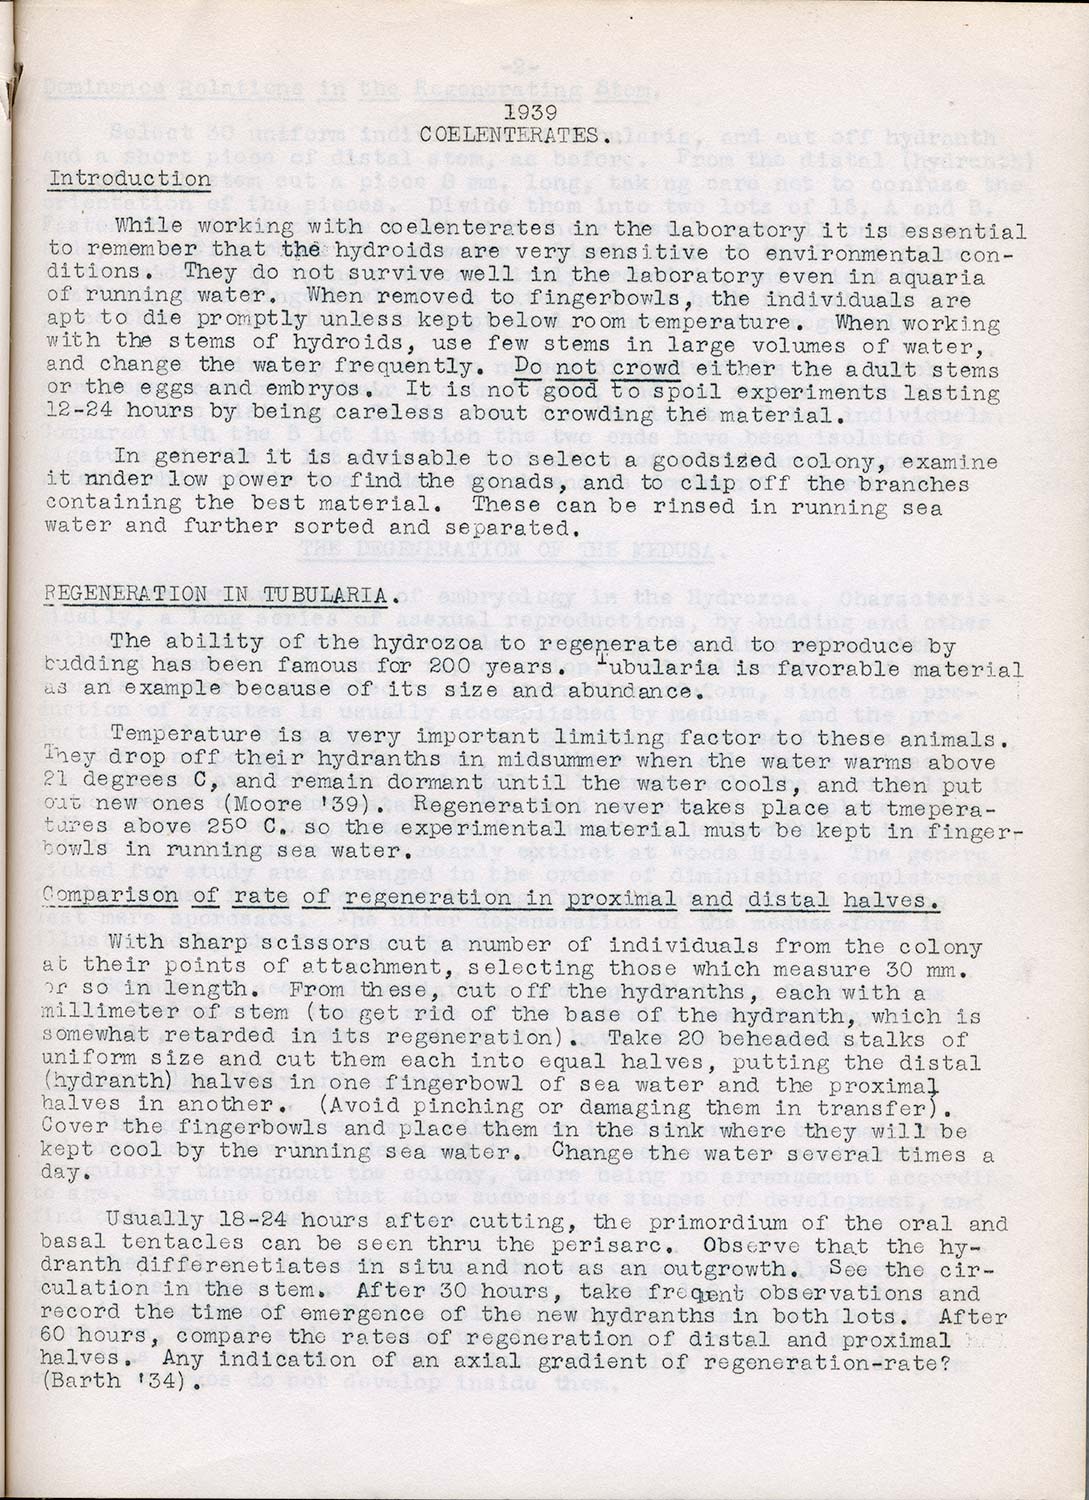 1939
COELENTERATES.
Introduction
While working with coelenterates in the laboratory it is essential
to remember that the hydroids are very sensitive to environmental con-
ditions. They do not survive well in the laboratory even in aquaria
of running water. When removed to fingerbowls, the individuals are
apt to die promptly unless kept below room temperature. When working
with the stems of hydroids, use few stems in large volumes of water,
and change the water frequently. Do not crowd either the adult stems
or the eggs and embryos. It is not good to spoil experiments lasting
12-24 hours by being careless about crowding the material.
In general it is advisable to select a goodsized colony, examine
it under low power to find the gonads, and to clip off the branches
containing the best material. These can be rinsed in running sea
water and further sorted and separated.
REGENERATION IN TUBULARIA.
The ability of the hydrozoa to regenerate and to reproduce by
budding has been famous for 200 years. Tubularia is favorable material
as an example because of its size and abundance.
Temperature is a very important limiting factor to these animals.
They drop off their hydranths in midsummer when the water warms above
21 degrees C, and remain dormant until the water cools, and then put
out new ones (Moore '39). Regeneration never takes place at tmepera-
tures above 25° C. so the experimental material must be kept in finger-
bowls in running sea water.
Comparison of rate of regeneration in proximal and distal halves.
With sharp scissors cut a number of individuals from the colony
at their points of attachment, selecting those which measure 30 mm.
or so in length. From these, cut off the hydranths, each with a
millimeter of stem (to get rid of the base of the hydranth, which is
somewhat retarded in its regeneration). Take 20 beheaded stalks of
uniform size and cut them each into equal halves, putting the distal
(hydranth) halves in one fingerbowl of sea water and the proximal
halves in another. (Avoid pinching or damaging them in transfer).
Cover the fingerbowls and place them in the sink where they will be
kept cool by the running sea water. Change the water several times a
day.
Usually 18-24 hours after cutting, the primordium of the oral and
basal tentacles can be seen thru the perisarc. Observe that the hy-
dranth differenetiates in situ and not as an outgrowth. See the cir-
culation in the stem. After 30 hours, take freqent observations and
record the time of emergence of the new hydranths in both lots. After
60 hours, compare the rates of regeneration of distal and proximal
halves. Any indication of an axial gradient of regeneration-rate?
(Barth '34).